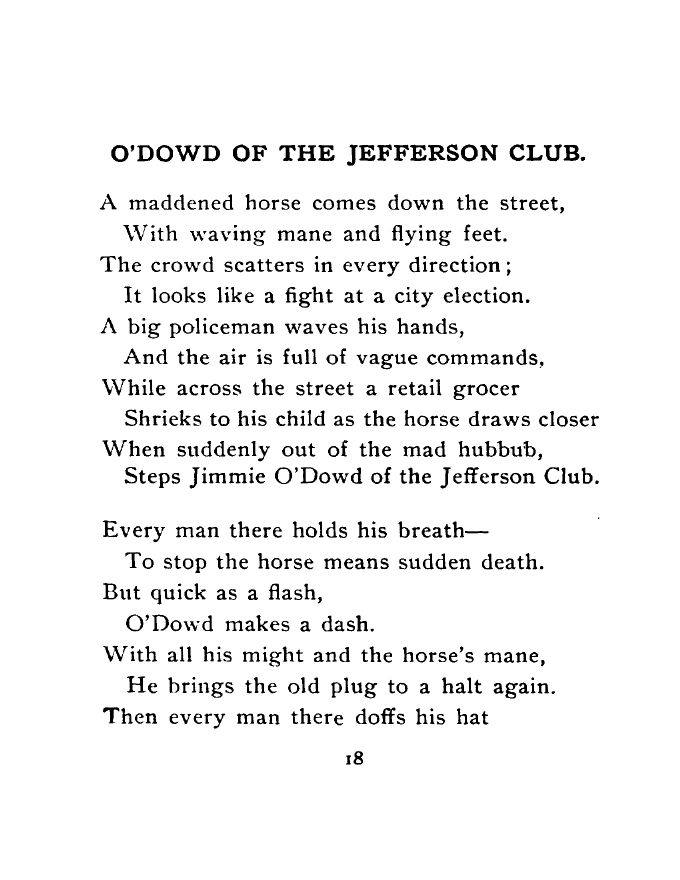 O'DOWD OF THE JEFFERSON CLUB.
A maddened horse comes down the street,
With waving mane and flying feet.
The crowd scatters in every direction;
It looks like a fight at a city election.
A big policeman waves his hands,
And the air is full of vague commands,
While across the street a retail grocer
Shrieks to his child as the horse draws closer
When suddenly out of the mad hubbub,
Steps Jimmie O'Dowd of the Jefferson Club.
Every man there holds his breath—
To stop the horse means sudden death.
But quick as a flash,
O'Dowd makes a dash.
With all his might and the horse's mane,
He brings the old plug to a halt again.
Then every man there doffs his hat
18